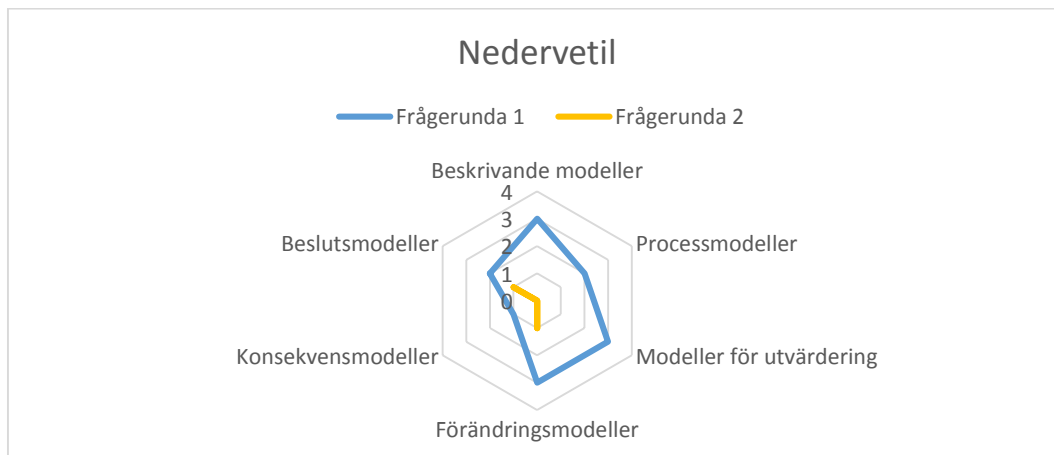 Nedervetil
Frågerunda 1 Frågerunda 2
Beskrivande modeller
4
3
2
1
0
Processmodeller
Modeller för utvärdering
Förändringsmodeller
Konsekvensmodeller
Beslutsmodeller